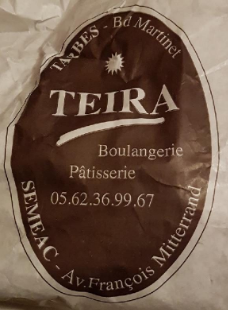 TARBES - Bd Martinet
TEIRA
Boulangerie
Pâtisserie
05.62.36.99.67
SEMEAC - Av. François Mitterrand